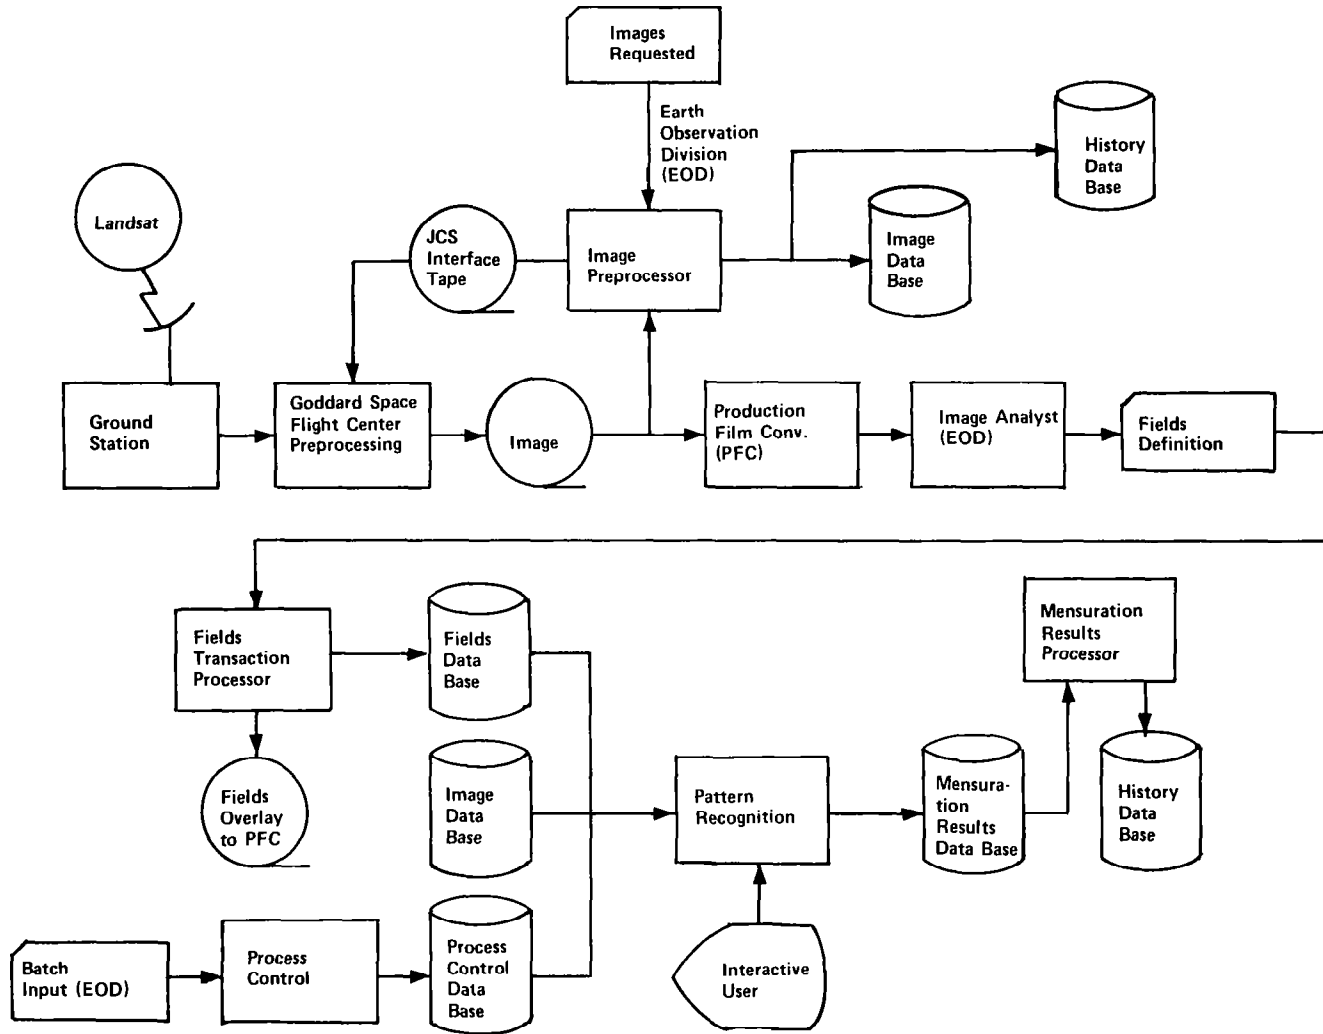 Images
Requested
Earth
Observation
Division
(EOD)
History
Data
Base
Landsat
JCS
Interface
Tape
Image
Preprocessor
Image
Data
Base
Ground
Station
Goddard Space
Flight Center
Preprocessing
Image
Production
Film Conv.
(PFC)
Image Analyst
(EOD)
Fields
Definition
Fields
Transaction
Processor
Fields
Data
Base
Mensuration
Results
Processor
Fields
Overlay
to PFC
Image
Data
Base
Pattern
Recognition
Mensura-
tion
Results
Data Base
History
Data
Base
Batch
Input (EOD)
Process
Control
Process
Control
Data
Base
Interactive
User